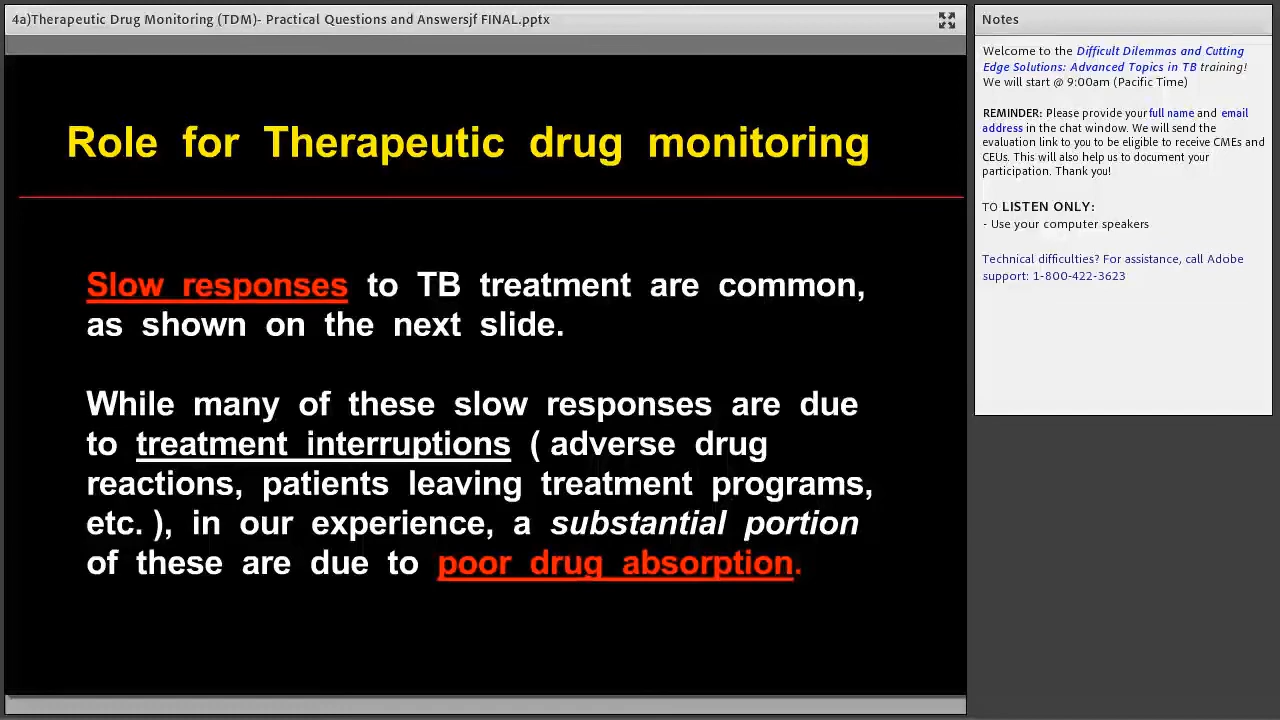 4a)Therapeutic Drug Monitoring (TDM)- Practical Questions and Answersjf FINAL.pptx
Role for Therapeutic drug monitoring
Slow responses to TB treatment are common,
as shown on the next slide.
While many of these slow responses are due
to treatment interruptions ( adverse drug
reactions, patients leaving treatment programs,
etc. ), in our experience, a substantial portion
of these are due to poor drug absorption.
Notes
Welcome to the Difficult Dilemmas and Cutting
Edge Solutions: Advanced Topics in TB training!
We will start @ 9:00am (Pacific Time)
REMINDER: Please provide your full name and email
address in the chat window. We will send the
evaluation link to you to be eligible to receive CMEs and
CEUs. This will also help us to document your
participation. Thank you!
TO LISTEN ONLY:
- Use your computer speakers
Technical difficulties? For assistance, call Adobe
support: 1-800-422-3623